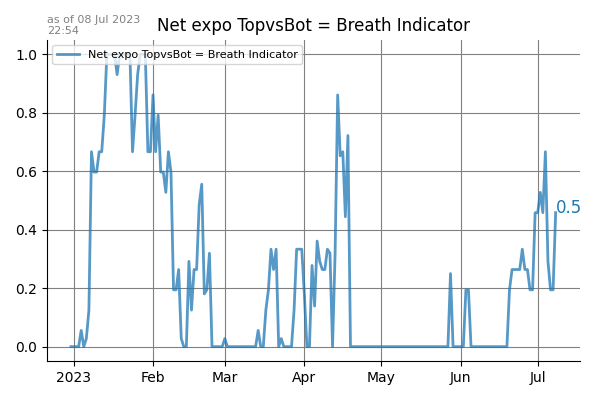 as of 08 Jul 2023
22:54
Net expo TopvsBot = Breath Indicator
Net expo TopvsBot = Breath Indicator
1.0
0.8
0.6
0.4
0.2
0.0
0.5
2023
Feb
Mar
Apr
May
Jun
Jul